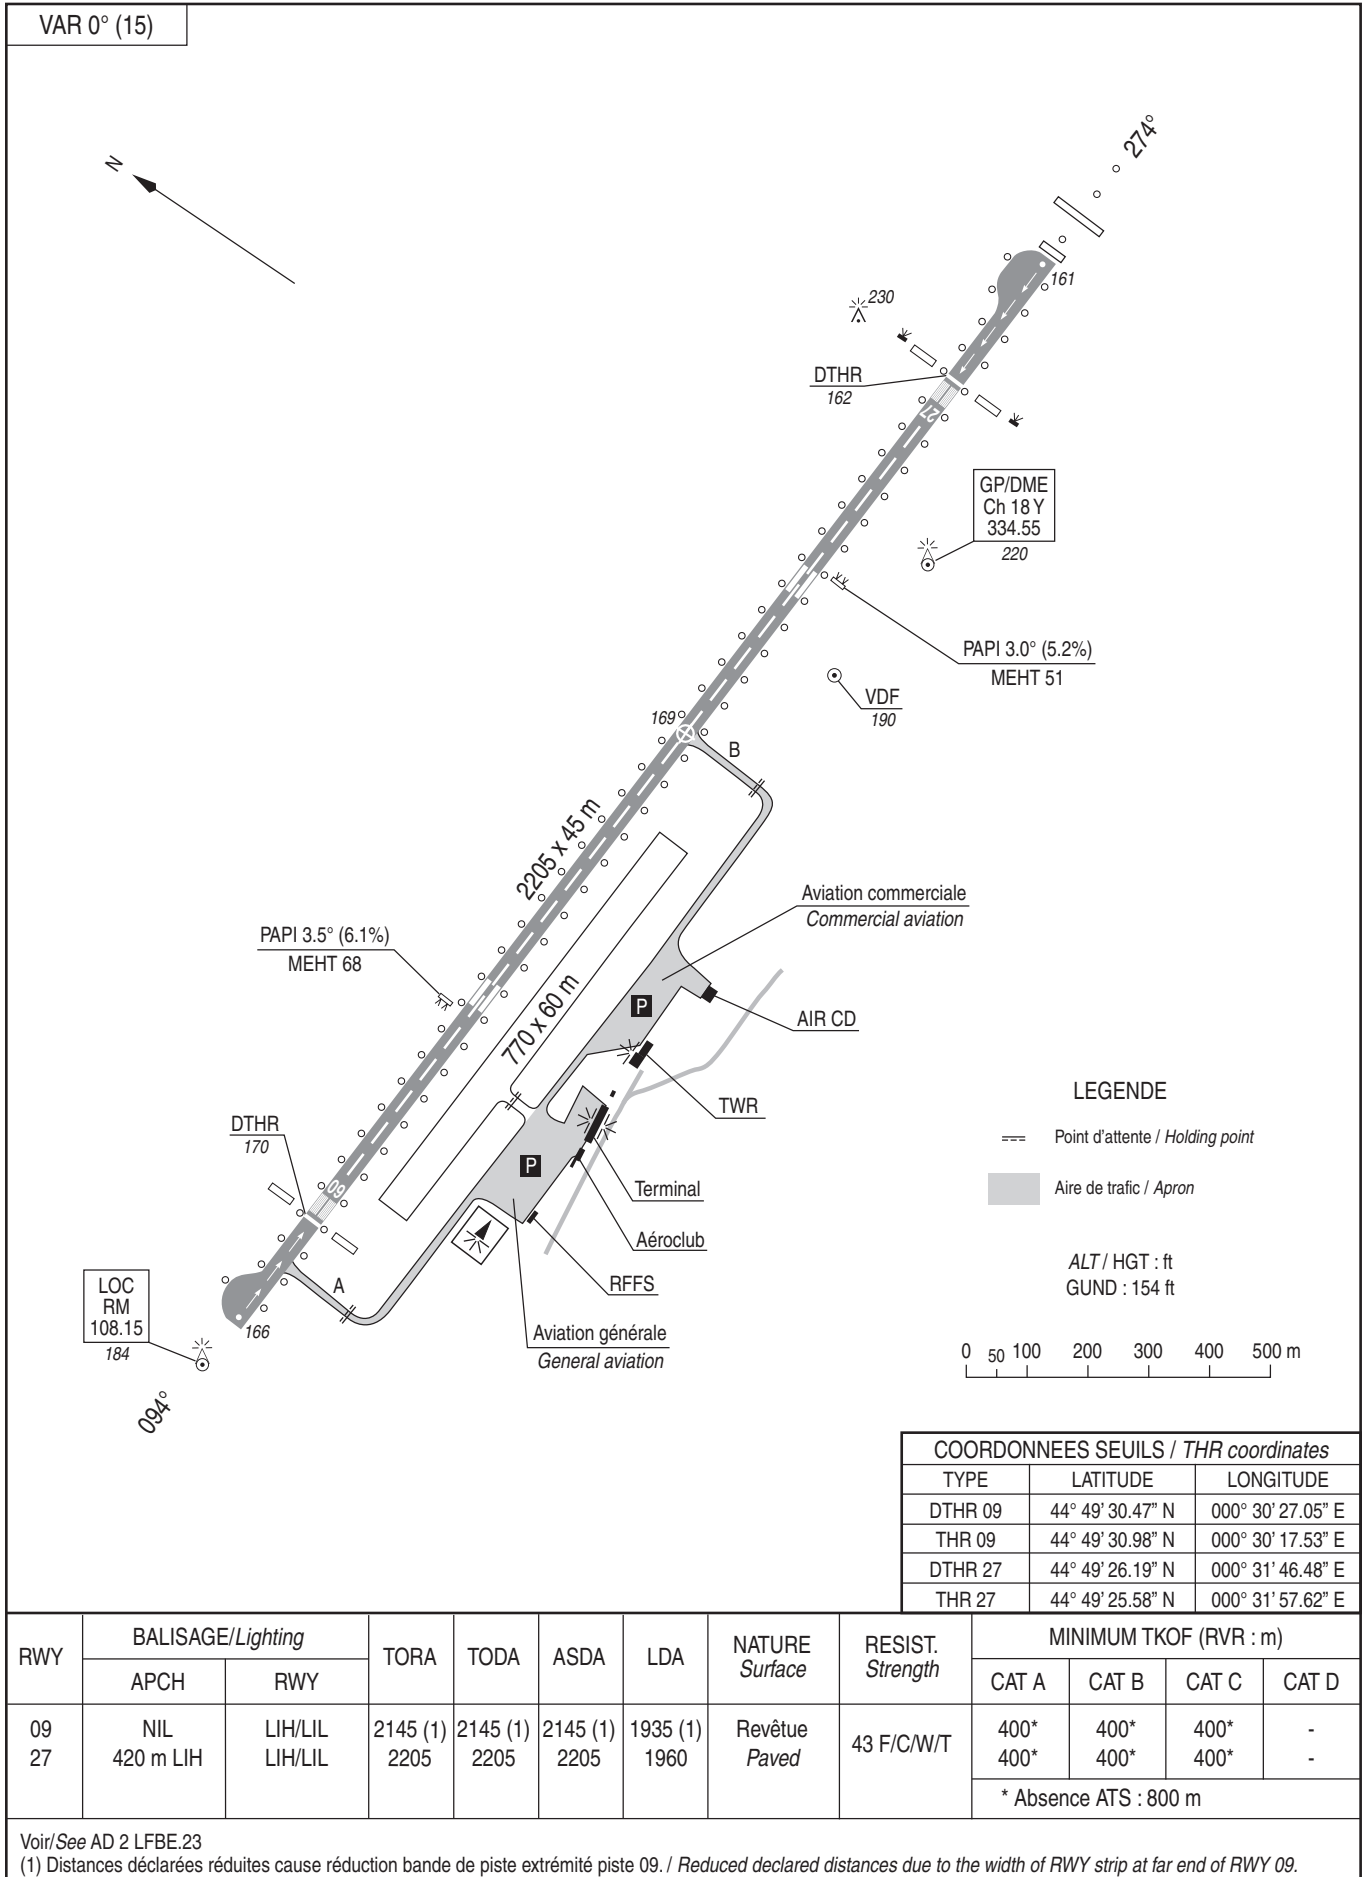 VAR 0° (15)
N
274°
161
230
DTHR
162
27
GP/DME
Ch 18 Y
334.55
220
PAPI 3.0° (5.2%)
MEHT 51
VDF
190
169
B
2205 x 45 m
Aviation commerciale
Commercial aviation
PAPI 3.5° (6.1%)
MEHT 68
770 x 60 m
P
AIR CD
TWR
LEGENDE
Point d'attente / Holding point
Aire de trafic / Apron
DTHR
170
09
P
Terminal
Aéroclub
RFFS
A
LOC
RM
108.15
184
166
094°
Aviation générale
General aviation
ALT / HGT : ft
GUND : 154 ft
0 50 100 200 300 400 500 m
COORDONNEES SEUILS / THR coordinates
TYPE LATITUDE LONGITUDE
DTHR 09 44° 49' 30.47" N 000° 30' 27.05" E
THR 09 44° 49' 30.98" N 000° 30' 17.53" E
DTHR 27 44° 49' 26.19" N 000° 31' 46.48" E
THR 27 44° 49' 25.58" N 000° 31' 57.62" E
RWY BALISAGE/Lighting TORA TODA ASDA LDA NATURE RESIST. MINIMUM TKOF (RVR : m)
Surface Strength
APCH RWY CAT A CAT B CAT C CAT D
09 NIL LIH/LIL 2145 (1) 2145 (1) 2145 (1) 1935 (1) Revêtue 43 F/C/W/T 400* 400* 400* -
27 420 m LIH LIH/LIL 2205 2205 2205 1960 Paved 400* 400* 400* -
* Absence ATS : 800 m
Voir/See AD 2 LFBE.23
(1) Distances déclarées réduites cause réduction bande de piste extrémité piste 09. / Reduced declared distances due to the width of RWY strip at far end of RWY 09.